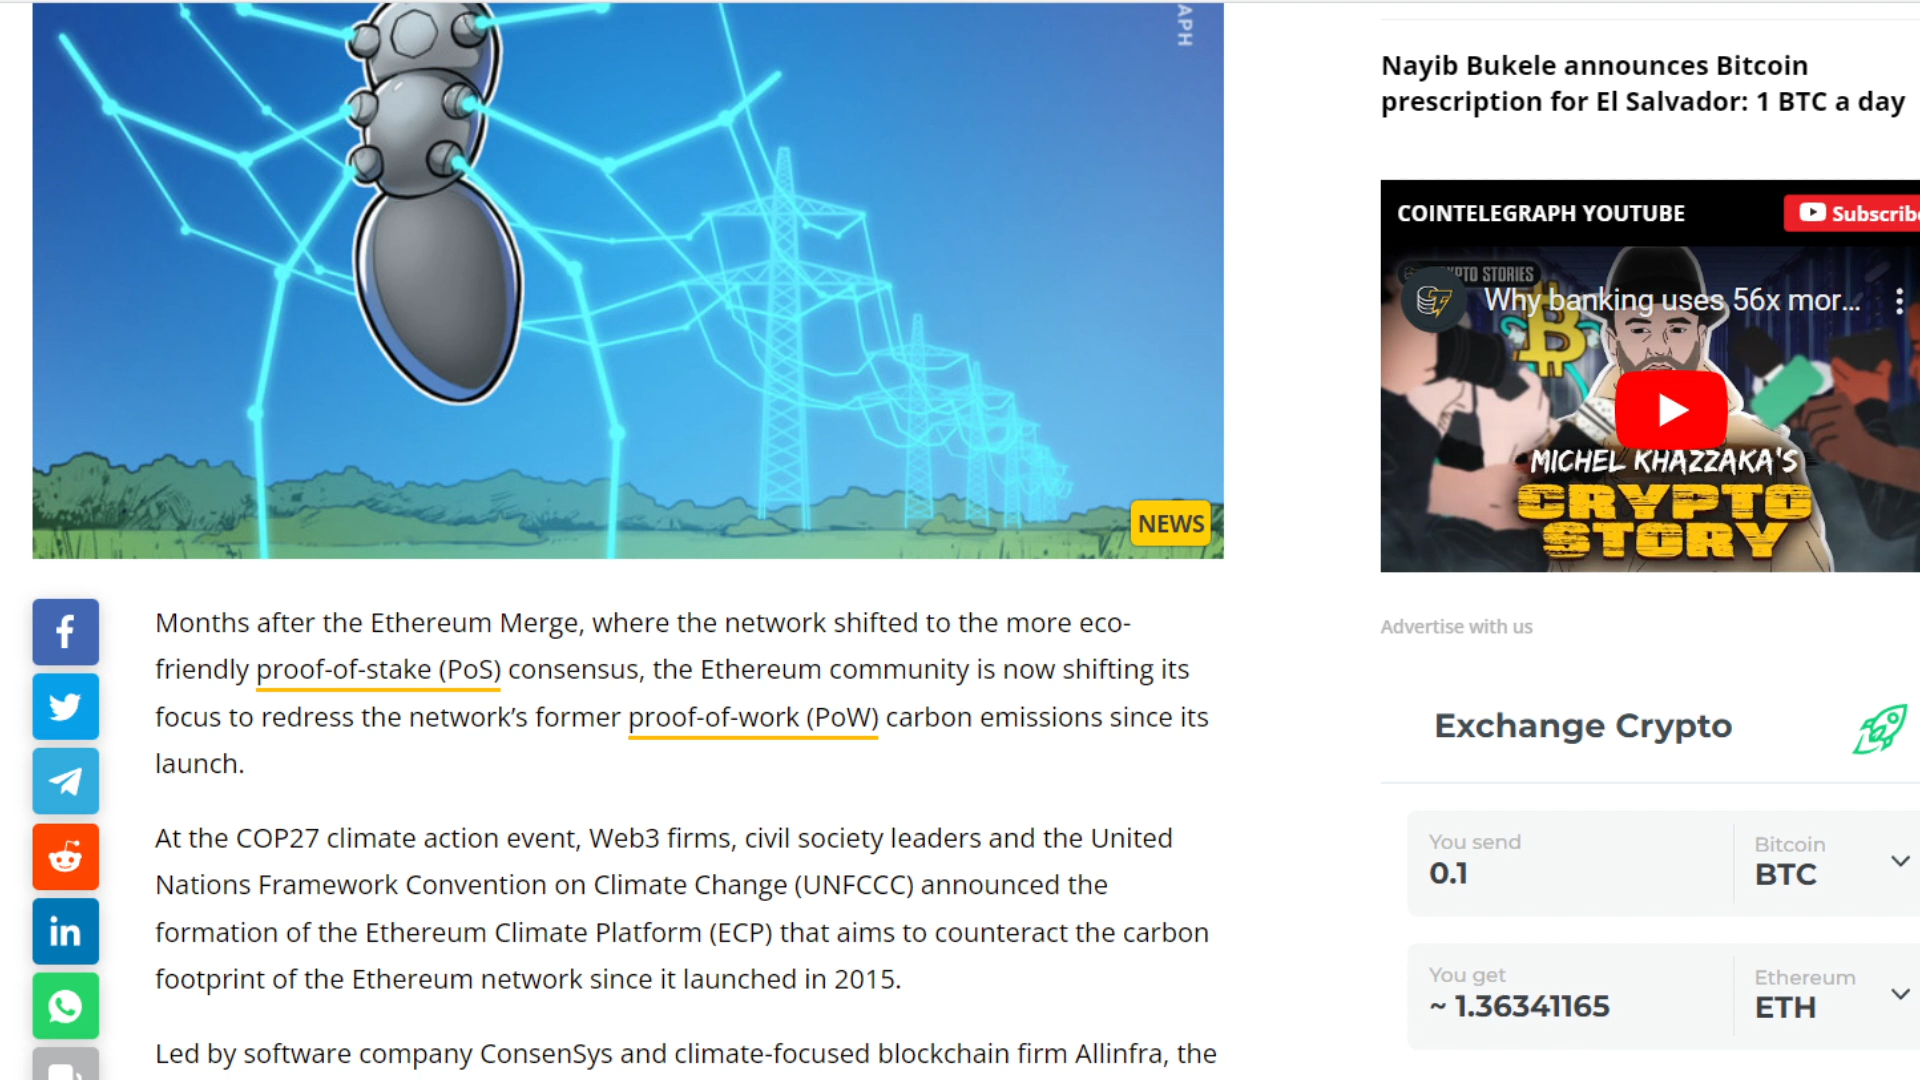 APH
NEWS
Months after the Ethereum Merge, where the network shifted to the more eco-
friendly proof-of-stake (PoS) consensus, the Ethereum community is now shifting its
focus to redress the network’s former proof-of-work (PoW) carbon emissions since its
launch.
At the COP27 climate action event, Web3 firms, civil society leaders and the United
Nations Framework Convention on Climate Change (UNFCCC) announced the
formation of the Ethereum Climate Platform (ECP) that aims to counteract the carbon
footprint of the Ethereum network since it launched in 2015.
Led by software company ConsenSys and climate-focused blockchain firm Allinfra, the
Nayib Bukele announces Bitcoin
prescription for El Salvador: 1 BTC a day
COINTELEGRAPH YOUTUBE
Subscribe
PTO STORIES
Why banking uses 56x mor...
MICHEL KHAZZAKA'S
CRYPTO
STORY
Advertise with us
Exchange Crypto
You send
0.1
Bitcoin
BTC
You get
~ 1.36341165
Ethereum
ETH